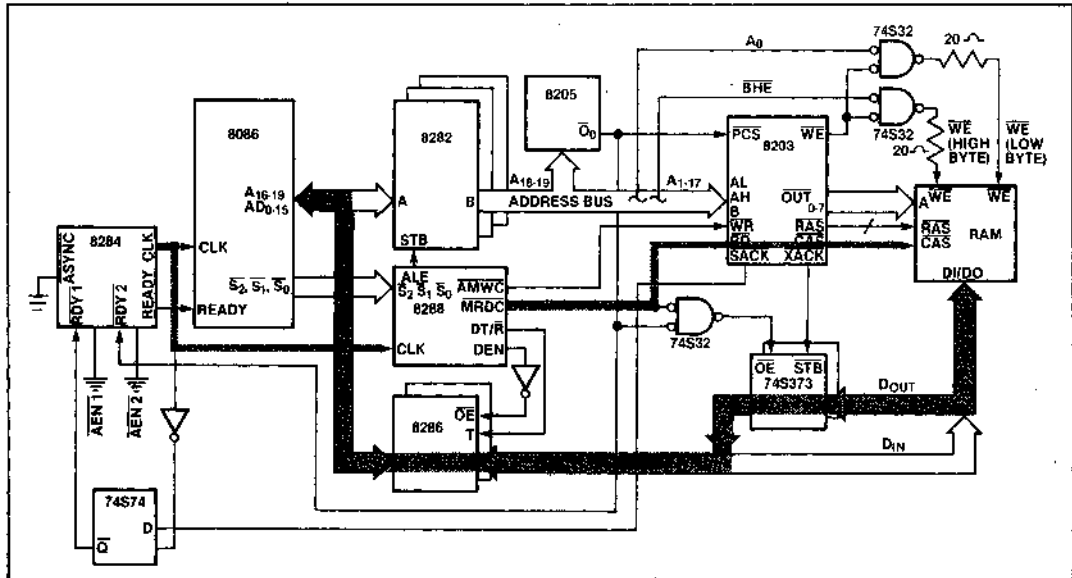 74S32
20
A0
8205
O0
BHE
74S32
20
WE
(HIGH
BYTE)
WE
(LOW
BYTE)
8086
A16-19
AD0-15
CLK
S2, S1, S0
READY
8282
A
B
STB
A18-19
A1-17
ADDRESS BUS
PCS
WE
8203
AL
AH
B
OUT
0-7
WR
RAS
RD
CAS
SACK
XACK
A
WE
WE
RAS
CAS
RAM
DI/DO
8284
ASYNC
CLK
RDY 1
RDY 2
READY
AEN 1
AEN 2
ALE
S2 S1 S0
AMWC
8288
MRDC
DT/R
CLK
DEN
74S32
OE
STB
74S373
DOUT
DIN
OE
8286
T
74S74
D
Q